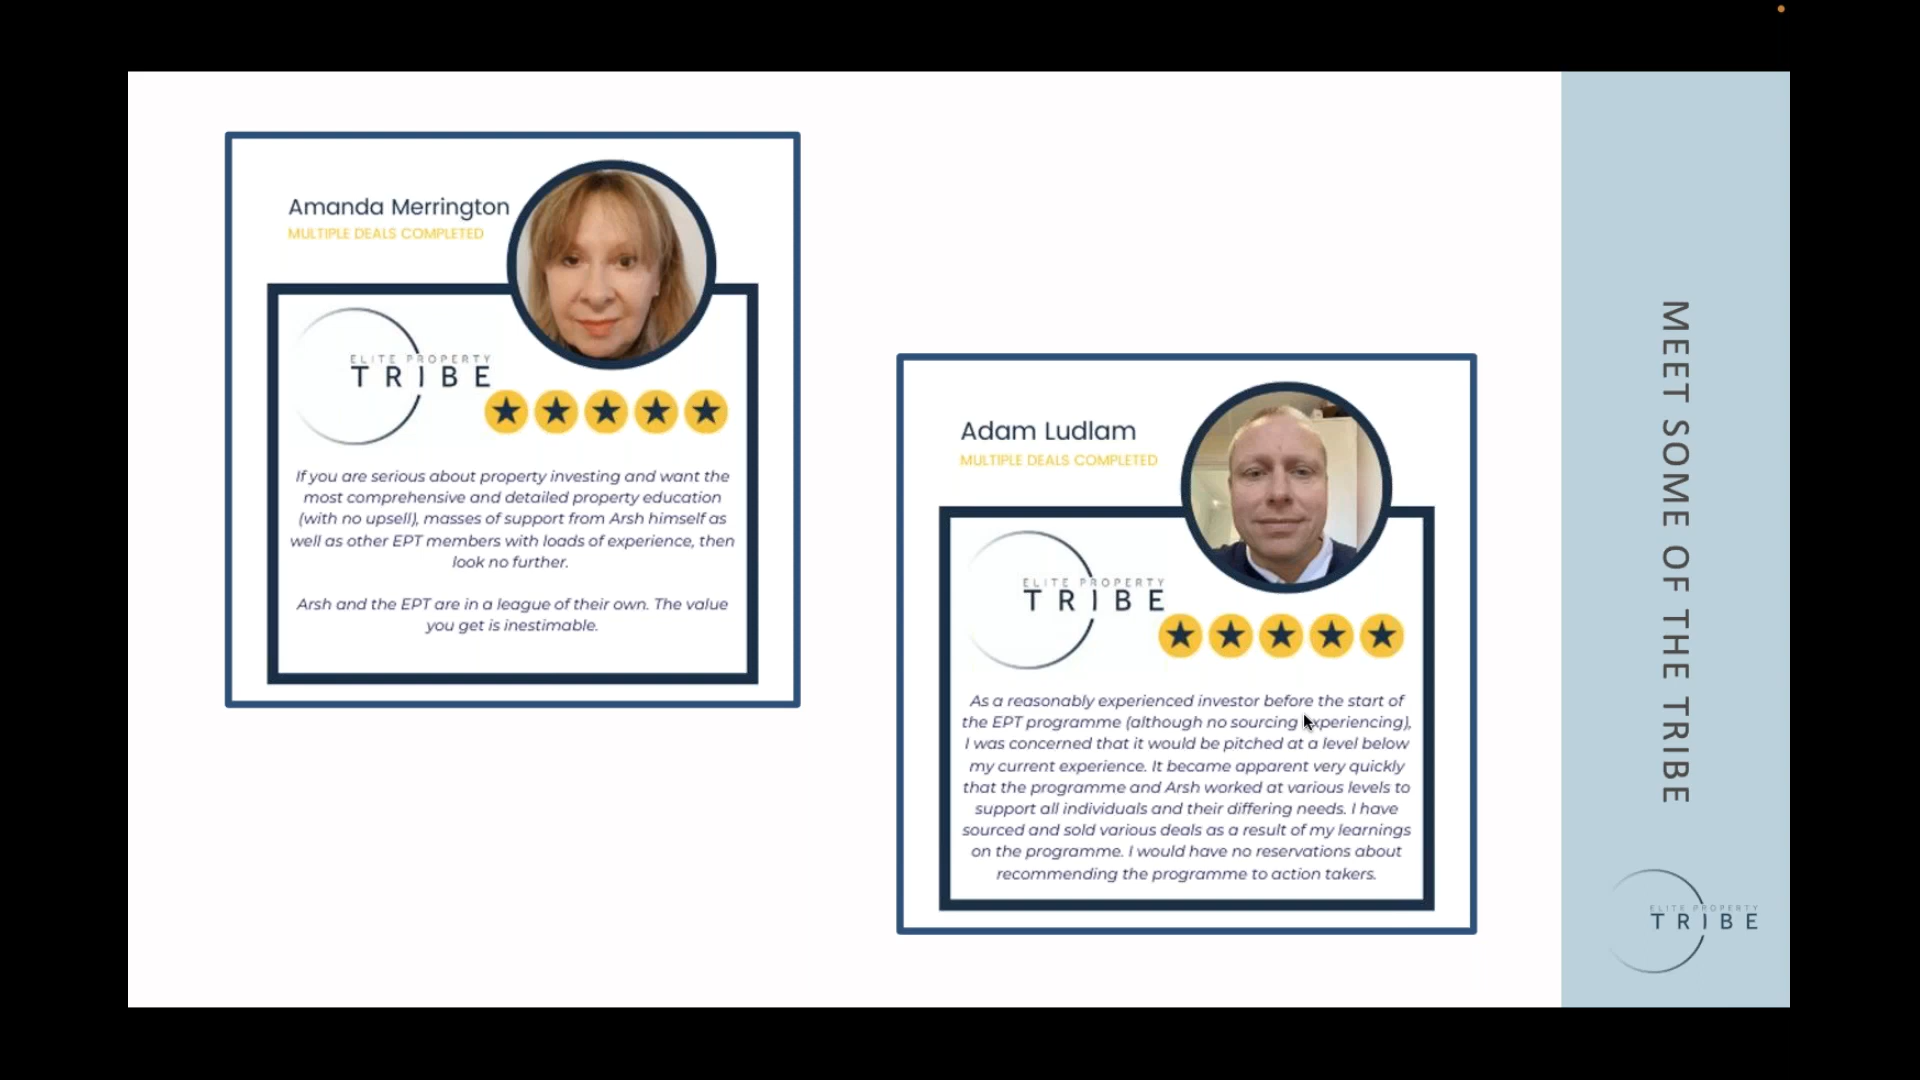 Amanda Merrington
MULTIPLE DEALS COMPLETED
ELITE PROPERTY
TRIBE
If you are serious about property investing and want the
most comprehensive and detailed property education
(with no upsell), masses of support from Arsh himself as
well as other EPT members with loads of experience, then
look no further.
Arsh and the EPT are in a league of their own. The value
you get is inestimable.
Adam Ludlam
MULTIPLE DEALS COMPLETED
ELITE PROPERTY
TRIBE
As a reasonably experienced investor before the start of
the EPT programme (although no sourcing experiencing),
I was concerned that it would be pitched at a level below
my current experience. It became apparent very quickly
that the programme and Arsh worked at various levels to
support all individuals and their differing needs. I have
sourced and sold various deals as a result of my learnings
on the programme. I would have no reservations about
recommending the programme to action takers.
MEET SOME OF THE TRIBE
ELITE PROPERTY
TRIBE